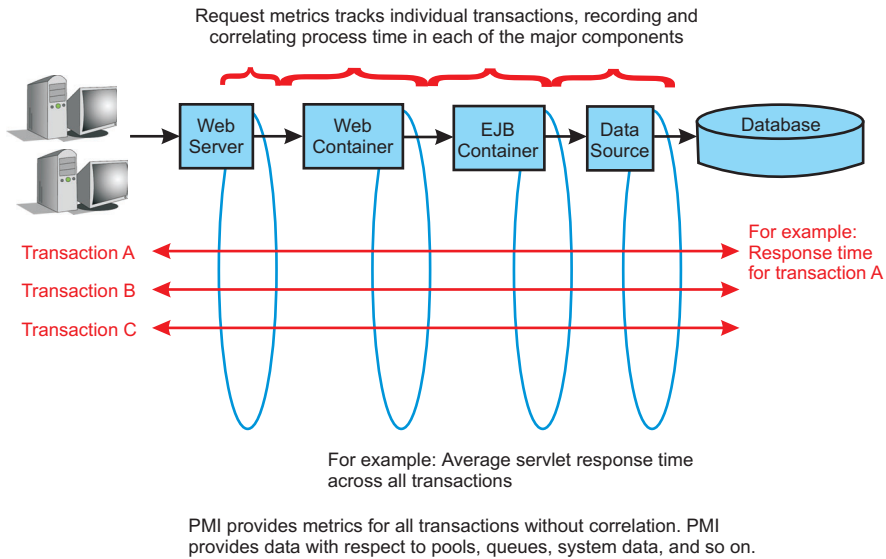 Request metrics tracks individual transactions, recording and
correlating process time in each of the major components
Web
Server
Web
Container
EJB
Container
Data
Source
Database
Transaction A
Transaction B
Transaction C
For example:
Response time
for transaction A
For example: Average servlet response time
across all transactions
PMI provides metrics for all transactions without correlation. PMI
provides data with respect to pools, queues, system data, and so on.